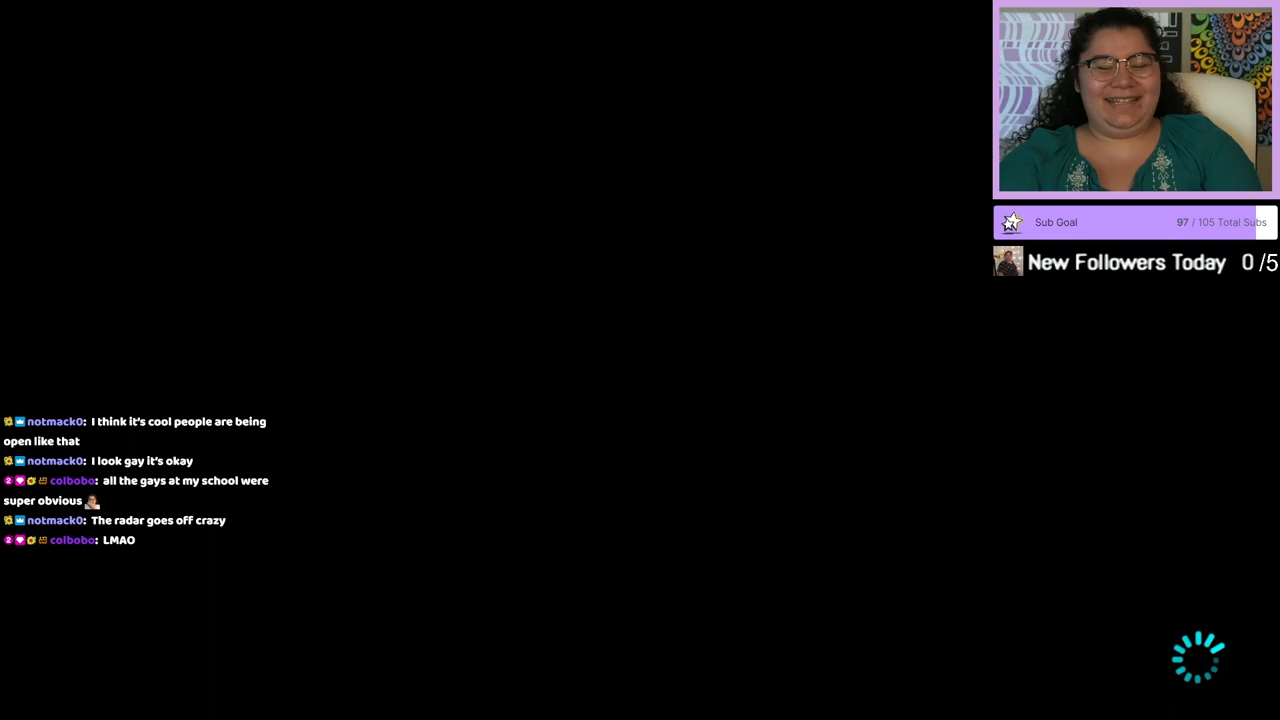 Sub Goal 97 / 105 Total Subs
New Followers Today 0 /5
notmack0: I think it's cool people are being
open like that
notmack0: I look gay it's okay
colbobo: all the gays at my school were
super obvious
notmack0: The radar goes off crazy
colbobo: LMAO